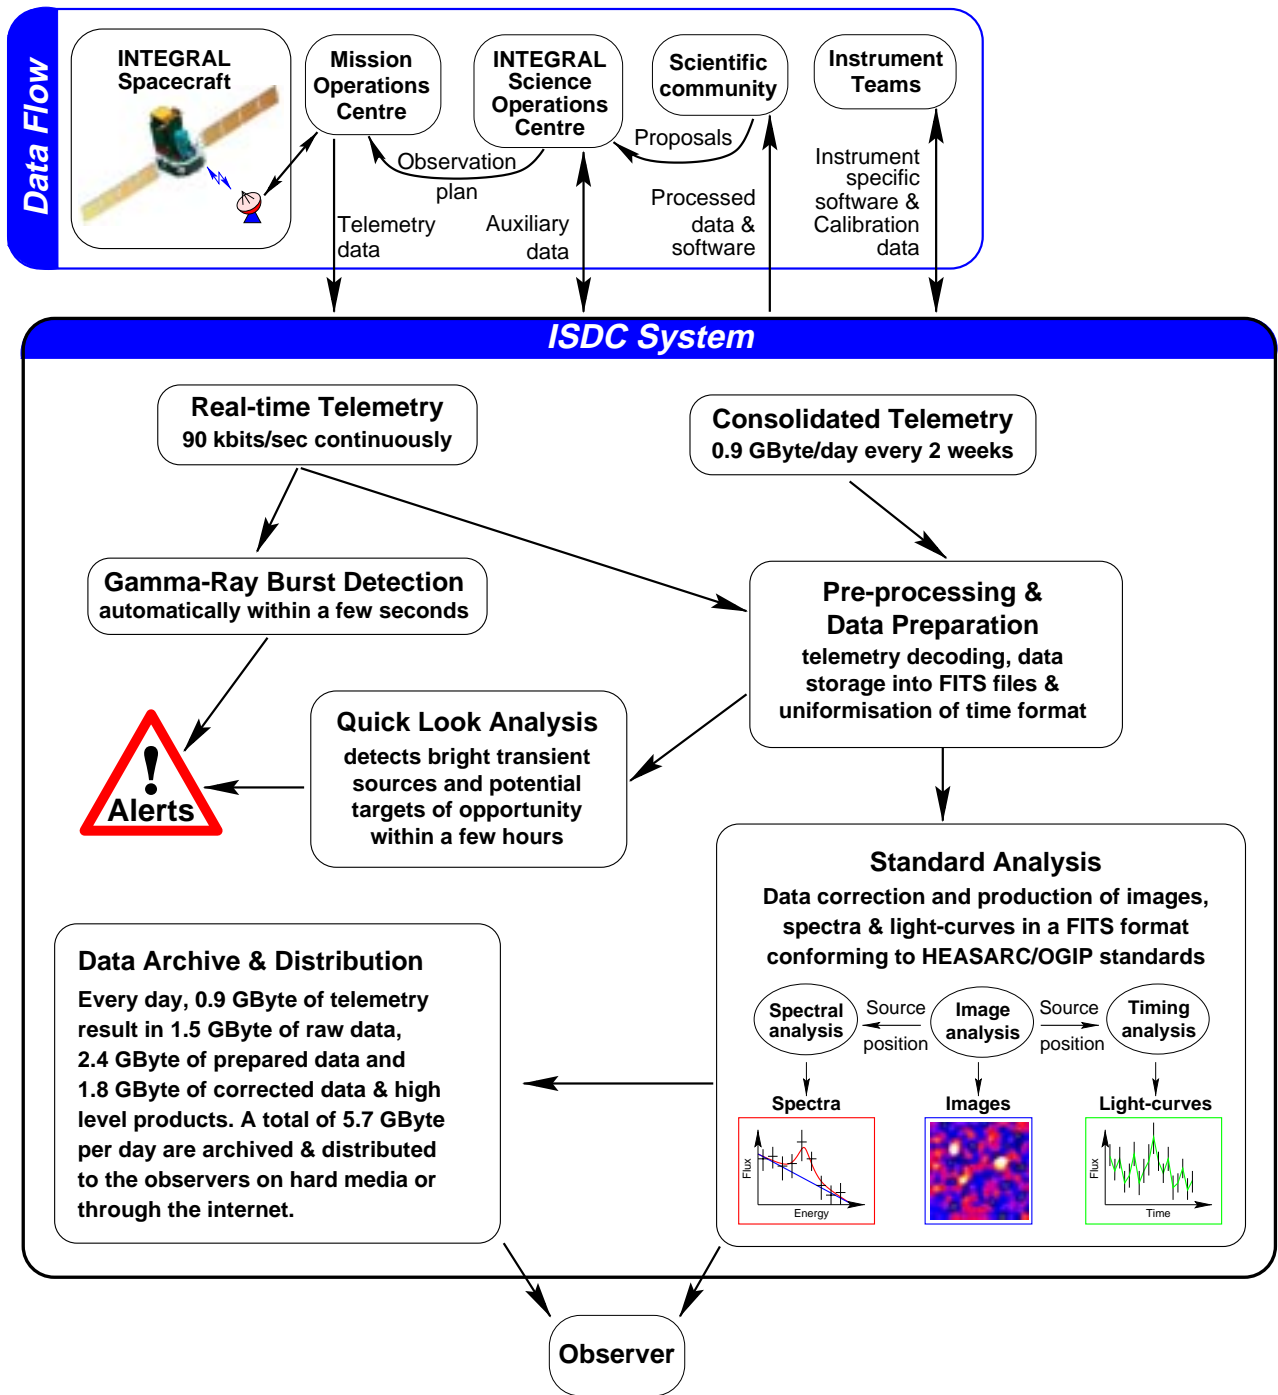 Data Flow
INTEGRAL
Spacecraft
Mission
Operations
Centre
INTEGRAL
Science
Operations
Centre
Scientific
community
Instrument
Teams
Observation
plan
Proposals
Telemetry
data
Auxiliary
data
Processed
data &
software
Instrument
specific
software &
Calibration
data
ISDC System
Real-time Telemetry
90 kbits/sec continuously
Consolidated Telemetry
0.9 GByte/day every 2 weeks
Gamma-Ray Burst Detection
automatically within a few seconds
Pre-processing &
Data Preparation
telemetry decoding, data
storage into FITS files &
uniformisation of time format
Quick Look Analysis
detects bright transient
sources and potential
targets of opportunity
within a few hours
!
Alerts
Standard Analysis
Data correction and production of images,
spectra & light-curves in a FITS format
conforming to HEASARC/OGIP standards
Spectral
analysis
Source
position
Image
analysis
Source
position
Timing
analysis
Spectra
Images
Light-curves
Flux
Energy
Flux
Time
Data Archive & Distribution
Every day, 0.9 GByte of telemetry
result in 1.5 GByte of raw data,
2.4 GByte of prepared data and
1.8 GByte of corrected data & high
level products. A total of 5.7 GByte
per day are archived & distributed
to the observers on hard media or
through the internet.
Observer